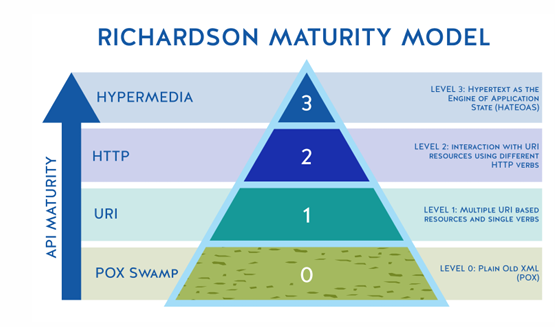 RICHARDSON MATURITY MODEL
HYPERMEDIA
3
LEVEL 3: HYPERTEXT AS THE
ENGINE OF APPLICATION
STATE (HATEOAS)
HTTP
2
LEVEL 2: INTERACTION WITH URI
RESOURCES USING DIFFERENT
HTTP VERBS
URI
1
LEVEL 1: MULTIPLE URI BASED
RESOURCES AND SINGLE VERBS
POX SWAMP
0
LEVEL 0: PLAIN OLD XML
(POX)
API MATURITY